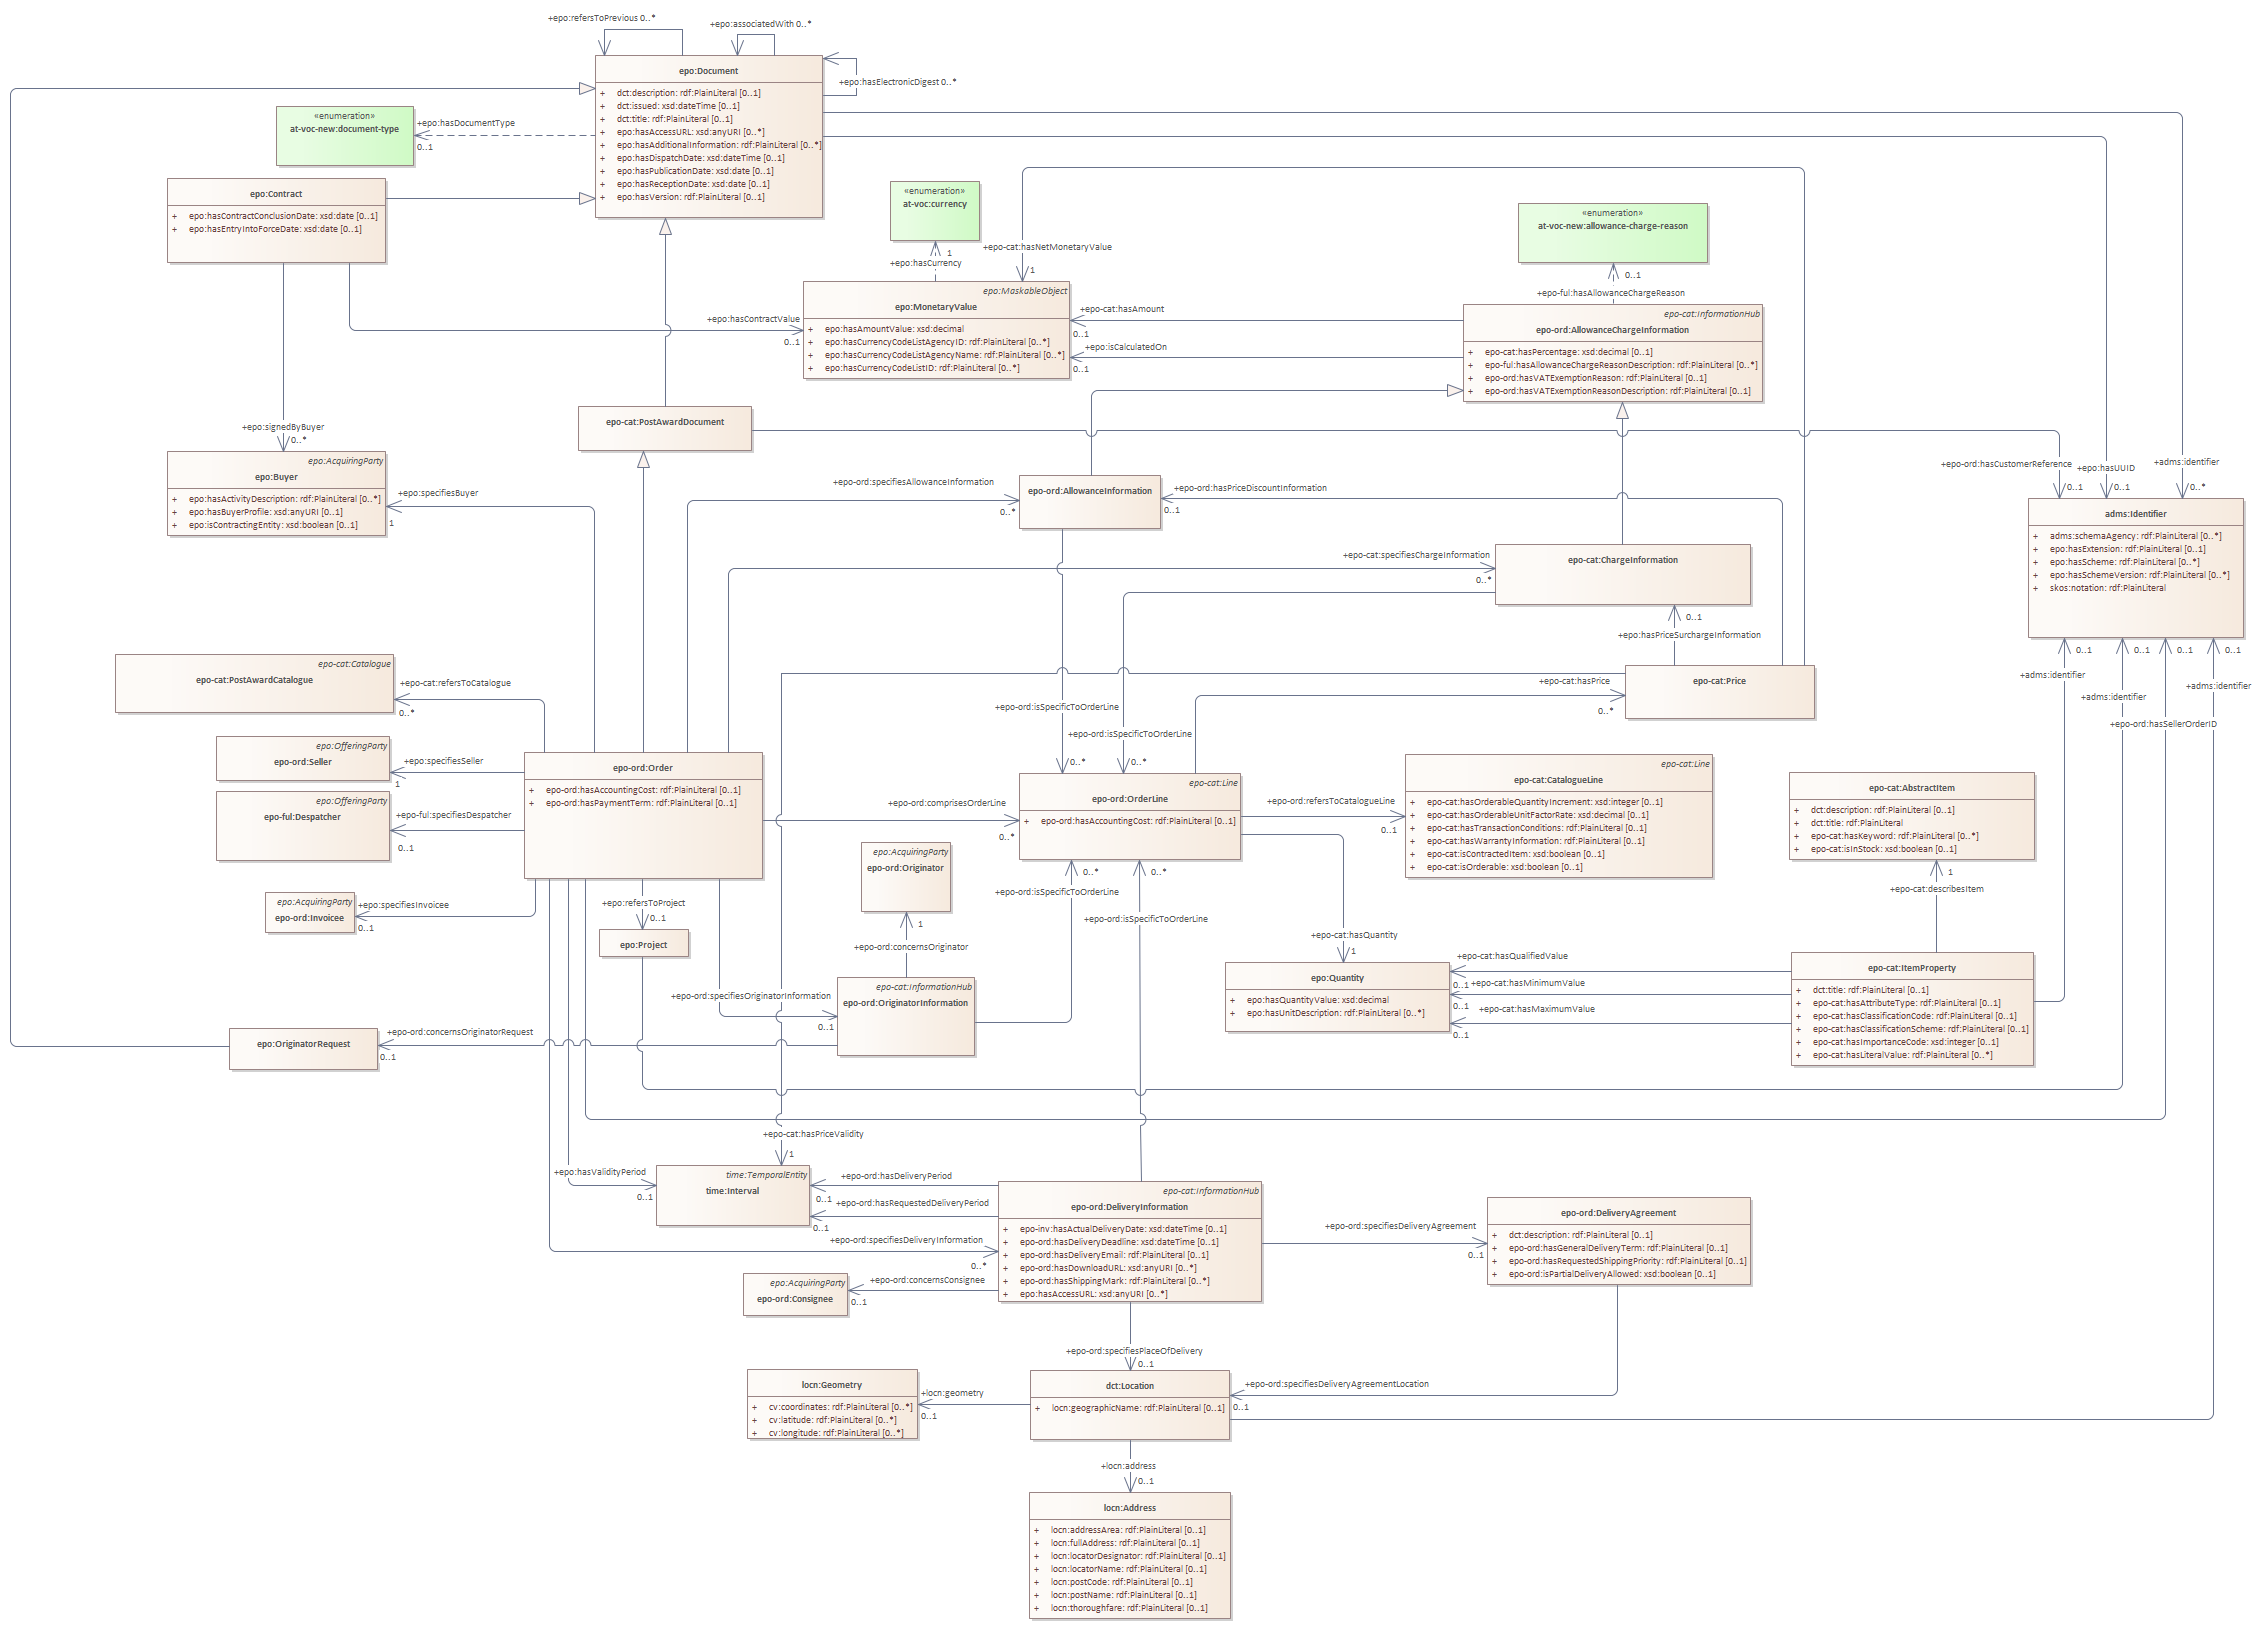 +epo:refersToPrevious 0..*
+epo:associatedWith 0..*
epo:Document
+ dct:description: rdf:PlainLiteral [0..1]
+ dct:issued: xsd:dateTime [0..1]
+ dct:title: rdf:PlainLiteral [0..1]
+ epo:hasAccessURL: xsd:anyURI [0..*]
+ epo:hasAdditionalInformation: rdf:PlainLiteral [0..*]
+ epo:hasDispatchDate: xsd:dateTime [0..1]
+ epo:hasPublicationDate: xsd:date [0..1]
+ epo:hasReceptionDate: xsd:date [0..1]
+ epo:hasVersion: rdf:PlainLiteral [0..1]
+epo:hasElectronicDigest 0..*
«enumeration»
at-voc-new:document-type
+epo:hasDocumentType
0..1
epo:Contract
+ epo:hasContractConclusionDate: xsd:date [0..1]
+ epo:hasEntryIntoForceDate: xsd:date [0..1]
«enumeration»
at-voc:currency
1
+epo:hasCurrency
+epo-cat:hasNetMonetaryValue
1
«enumeration»
at-voc-new:allowance-charge-reason
0..1
+epo-ful:hasAllowanceChargeReason
epo:MaskableObject
epo:MonetaryValue
+ epo:hasAmountValue: xsd:decimal
+ epo:hasCurrencyCodeListAgencyID: rdf:PlainLiteral [0..*]
+ epo:hasCurrencyCodeListAgencyName: rdf:PlainLiteral [0..*]
+ epo:hasCurrencyCodeListID: rdf:PlainLiteral [0..*]
+epo:hasContractValue
0..1
+epo-cat:hasAmount
0..1
+epo:isCalculatedOn
0..1
epo-cat:InformationHub
epo-ord:AllowanceChargeInformation
+ epo-cat:hasPercentage: xsd:decimal [0..1]
+ epo-ful:hasAllowanceChargeReasonDescription: rdf:PlainLiteral [0..*]
+ epo-ord:hasVATExemptionReason: rdf:PlainLiteral [0..1]
+ epo-ord:hasVATExemptionReasonDescription: rdf:PlainLiteral [0..1]
epo-cat:PostAwardDocument
+epo:signedByBuyer
0..*
epo:AcquiringParty
epo:Buyer
+ epo:hasActivityDescription: rdf:PlainLiteral [0..*]
+ epo:hasBuyerProfile: xsd:anyURI [0..1]
+ epo:isContractingEntity: xsd:boolean [0..1]
+epo:specifiesBuyer
1
+epo-ord:specifiesAllowanceInformation
0..*
epo-ord:AllowanceInformation
+epo-ord:hasPriceDiscountInformation
0..1
+epo-ord:hasCustomerReference
0..1
+epo:hasUUID
0..1
+adms:identifier
0..*
adms:Identifier
+ adms:schemaAgency: rdf:PlainLiteral [0..*]
+ epo:hasExtension: rdf:PlainLiteral [0..1]
+ epo:hasScheme: rdf:PlainLiteral [0..*]
+ epo:hasSchemeVersion: rdf:PlainLiteral [0..*]
+ skos:notation: rdf:PlainLiteral
+epo-cat:specifiesChargeInformation
0..*
epo-cat:ChargeInformation
0..1
+epo:hasPriceSurchargeInformation
epo-cat:Price
+epo-cat:hasPrice
0..*
0..1
+adms:identifier
0..1
+adms:identifier
0..1
+epo-ord:hasSellerOrderID
0..1
+adms:identifier
epo-cat:Catalogue
epo-cat:PostAwardCatalogue
+epo-cat:refersToCatalogue
0..*
+epo-ord:isSpecificToOrderLine
0..*
+epo-ord:isSpecificToOrderLine
0..*
epo:OfferingParty
epo-ord:Seller
+epo:specifiesSeller
1
epo:OfferingParty
epo-ful:Despatcher
+epo-ful:specifiesDespatcher
0..1
epo-ord:Order
+ epo-ord:hasAccountingCost: rdf:PlainLiteral [0..1]
+ epo-ord:hasPaymentTerm: rdf:PlainLiteral [0..1]
+epo-ord:comprisesOrderLine
0..*
epo-cat:Line
epo-ord:OrderLine
+ epo-ord:hasAccountingCost: rdf:PlainLiteral [0..1]
+epo-ord:refersToCatalogueLine
0..1
epo-cat:Line
epo-cat:CatalogueLine
+ epo-cat:hasOrderableQuantityIncrement: xsd:integer [0..1]
+ epo-cat:hasOrderableUnitFactorRate: xsd:decimal [0..1]
+ epo-cat:hasTransactionConditions: rdf:PlainLiteral [0..1]
+ epo-cat:hasWarrantyInformation: rdf:PlainLiteral [0..1]
+ epo-cat:isContractedItem: xsd:boolean [0..1]
+ epo-cat:isOrderable: xsd:boolean [0..1]
epo-cat:AbstractItem
+ dct:description: rdf:PlainLiteral [0..1]
+ dct:title: rdf:PlainLiteral
+ epo-cat:hasKeyword: rdf:PlainLiteral [0..*]
+ epo-cat:isInStock: xsd:boolean [0..1]
1
+epo-cat:describesItem
epo:AcquiringParty
epo-ord:Invoicee
+epo:specifiesInvoicee
0..1
+epo:refersToProject
0..1
epo:Project
epo:AcquiringParty
epo-ord:Originator
1
+epo-ord:concernsOriginator
0..*
+epo-ord:isSpecificToOrderLine
0..*
+epo-ord:isSpecificToOrderLine
+epo-cat:hasQuantity
1
epo:Quantity
+ epo:hasQuantityValue: xsd:decimal
+ epo:hasUnitDescription: rdf:PlainLiteral [0..*]
+epo-cat:hasQualifiedValue
0..1
+epo-cat:hasMinimumValue
0..1
+epo-cat:hasMaximumValue
0..1
epo-cat:ItemProperty
+ dct:title: rdf:PlainLiteral [0..1]
+ epo-cat:hasAttributeType: rdf:PlainLiteral [0..1]
+ epo-cat:hasClassificationCode: rdf:PlainLiteral [0..1]
+ epo-cat:hasClassificationScheme: rdf:PlainLiteral [0..1]
+ epo-cat:hasImportanceCode: xsd:integer [0..1]
+ epo-cat:hasLiteralValue: rdf:PlainLiteral [0..*]
+epo-ord:specifiesOriginatorInformation
0..1
epo-cat:InformationHub
epo-ord:OriginatorInformation
epo:OriginatorRequest
+epo-ord:concernsOriginatorRequest
0..1
+epo-cat:hasPriceValidity
1
+epo:hasValidityPeriod
0..1
time:TemporalEntity
time:Interval
+epo-ord:hasDeliveryPeriod
0..1
+epo-ord:hasRequestedDeliveryPeriod
0..1
+epo-ord:specifiesDeliveryInformation
0..*
epo-cat:InformationHub
epo-ord:DeliveryInformation
+ epo-inv:hasActualDeliveryDate: xsd:dateTime [0..1]
+ epo-ord:hasDeliveryDeadline: xsd:dateTime [0..1]
+ epo-ord:hasDeliveryEmail: rdf:PlainLiteral [0..1]
+ epo-ord:hasDownloadURL: xsd:anyURI [0..*]
+ epo-ord:hasShippingMark: rdf:PlainLiteral [0..*]
+ epo:hasAccessURL: xsd:anyURI [0..*]
+epo-ord:specifiesDeliveryAgreement
0..1
epo-ord:DeliveryAgreement
+ dct:description: rdf:PlainLiteral [0..1]
+ epo-ord:hasGeneralDeliveryTerm: rdf:PlainLiteral [0..1]
+ epo-ord:hasRequestedShippingPriority: rdf:PlainLiteral [0..1]
+ epo-ord:isPartialDeliveryAllowed: xsd:boolean [0..1]
epo:AcquiringParty
epo-ord:Consignee
+epo-ord:concernsConsignee
0..1
+epo-ord:specifiesPlaceOfDelivery
0..1
locn:Geometry
+ cv:coordinates: rdf:PlainLiteral [0..*]
+ cv:latitude: rdf:PlainLiteral [0..*]
+ cv:longitude: rdf:PlainLiteral [0..*]
+locn:geometry
0..1
dct:Location
+ locn:geographicName: rdf:PlainLiteral [0..1]
+epo-ord:specifiesDeliveryAgreementLocation
0..1
+locn:address
0..1
locn:Address
+ locn:addressArea: rdf:PlainLiteral [0..1]
+ locn:fullAddress: rdf:PlainLiteral [0..1]
+ locn:locatorDesignator: rdf:PlainLiteral [0..1]
+ locn:locatorName: rdf:PlainLiteral [0..1]
+ locn:postCode: rdf:PlainLiteral [0..1]
+ locn:postName: rdf:PlainLiteral [0..1]
+ locn:thoroughfare: rdf:PlainLiteral [0..1]